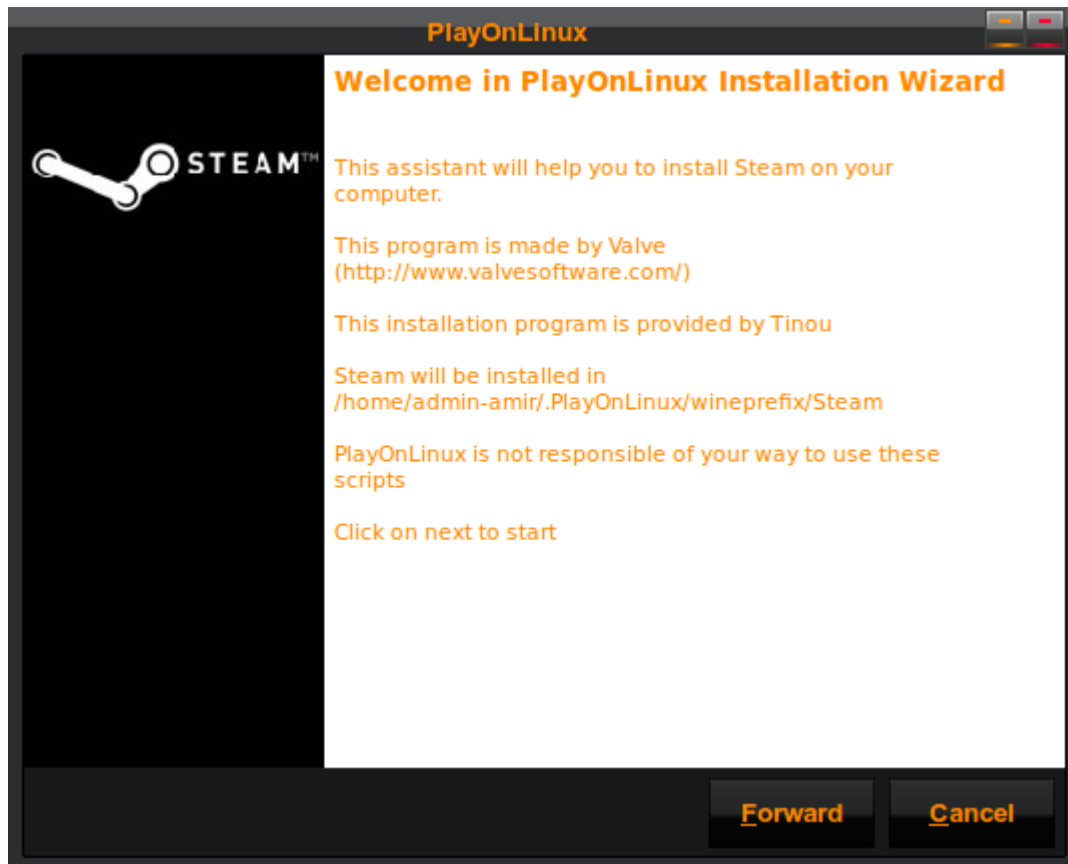 PlayOnLinux
Welcome in PlayOnLinux Installation Wizard
STEAM™
This assistant will help you to install Steam on your
computer.
This program is made by Valve
(http://www.valvesoftware.com/)
This installation program is provided by Tinou
Steam will be installed in
/home/admin-amir/.PlayOnLinux/wineprefix/Steam
PlayOnLinux is not responsible of your way to use these
scripts
Click on next to start
Forward
Cancel